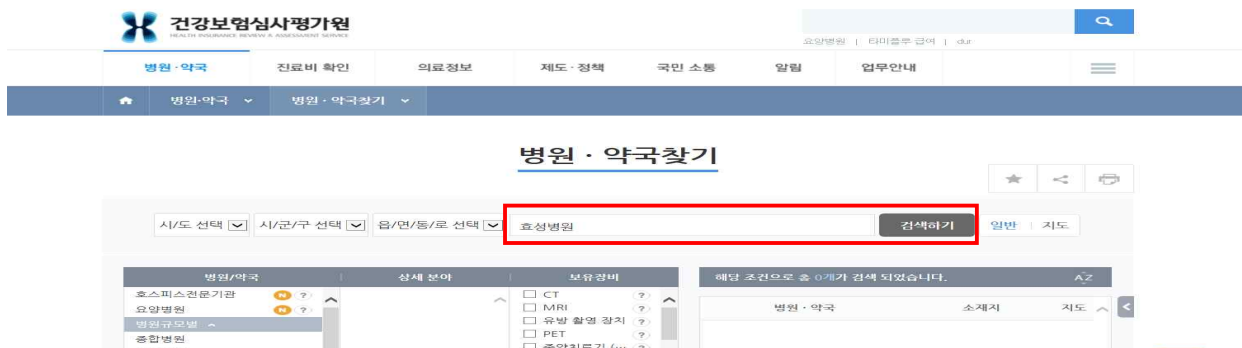 건강보험심사평가원
HEALTH INSURANCE REVIEW & ASSESSMENT SERVICE
요양병원 | 타미플루 급여 | dur
병원·약국 진료비 확인 의료정보 제도·정책 국민 소통 알림 업무안내
병원·약국 병원·약국찾기
병원·약국찾기
시/도 선택 시/군/구 선택 읍/면/동/로 선택 효성병원 검색하기 일반 지도
병원/약국 상세 분야 보유장비 해당 조건으로 총 0개가 검색 되었습니다. AZ
호스피스전문기관 N ? CT ?
요양병원 N ? MRI ? 병원·약국 소재지 지도
병원규모별 유방 촬영 장치 ?
종합병원 PET ?